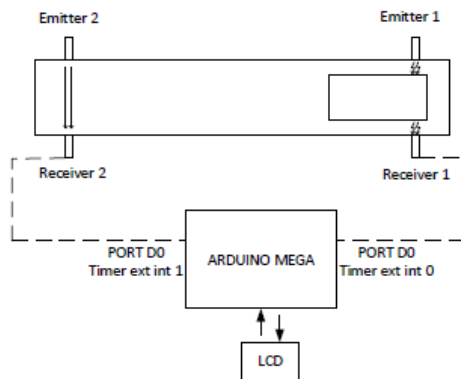 Emitter 2
Emitter 1
Receiver 2
Receiver 1
PORT D0
Timer ext int 1
ARDUINO MEGA
PORT D0
Timer ext int 0
LCD